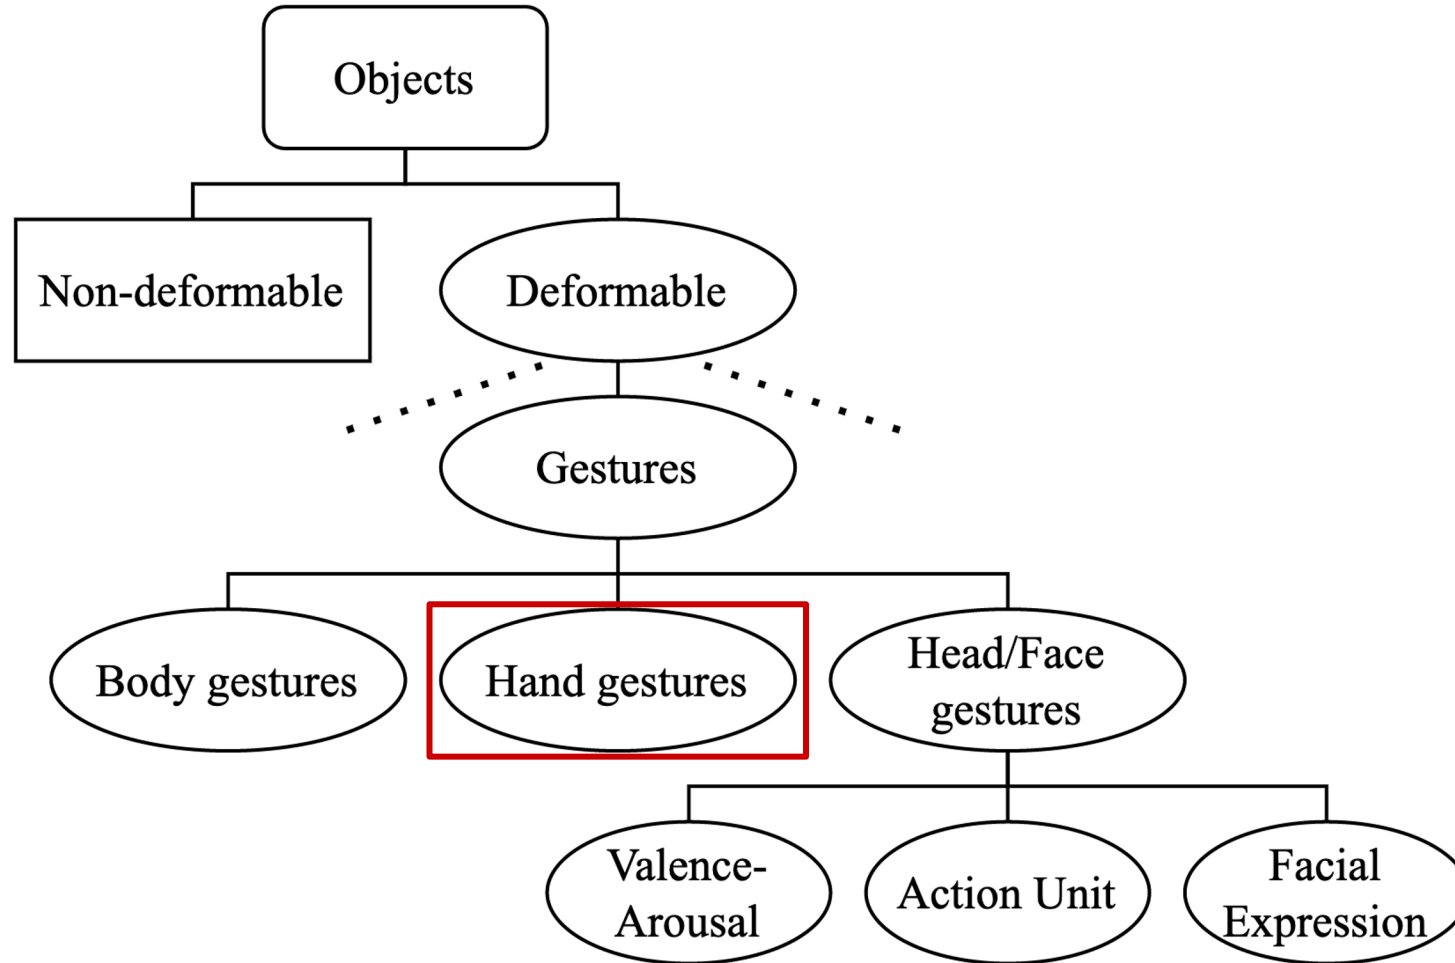 Objects
Non-deformable
Deformable
Gestures
Body gestures
Hand gestures
Head/Face
gestures
Valence-
Arousal
Action Unit
Facial
Expression